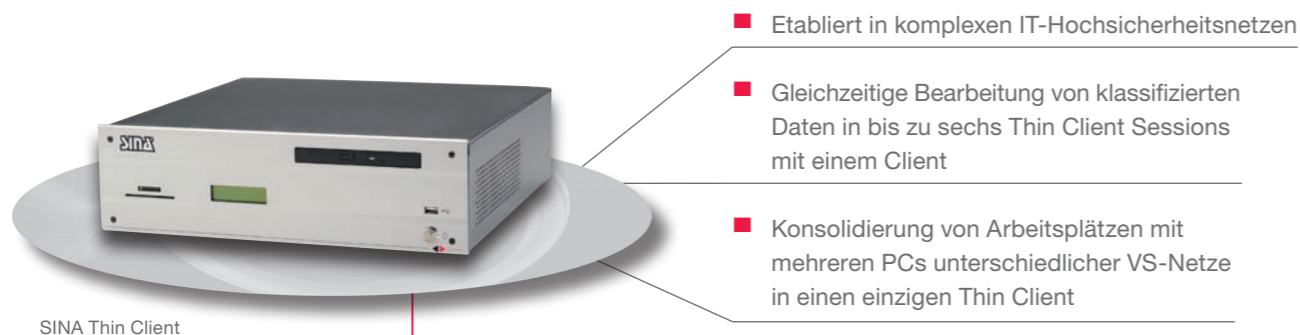 Etabliert in komplexen IT-Hochsicherheitsnetzen
Gleichzeitige Bearbeitung von klassifizierten
Daten in bis zu sechs Thin Client Sessions
mit einem Client
Konsolidierung von Arbeitsplätzen mit
mehreren PCs unterschiedlicher VS-Netze
in einen einzigen Thin Client
SINA
SINA Thin Client